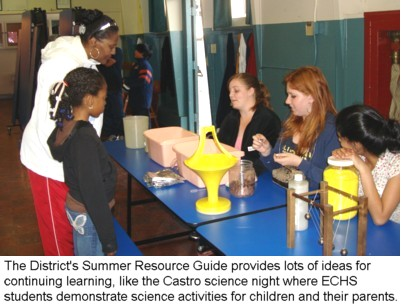 The District's Summer Resource Guide provides lots of ideas for
continuing learning, like the Castro science night where ECHS
students demonstrate science activities for children and their parents.